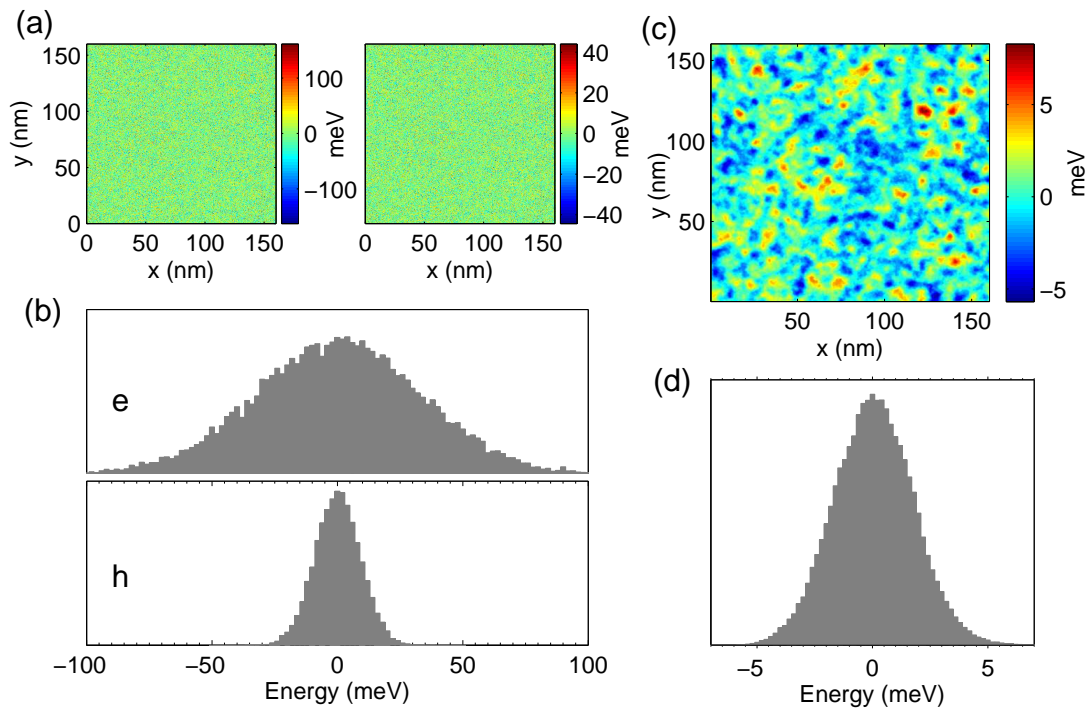 (a)
150
100
50
0
y (nm)
0 50 100 150
x (nm)
100
0
−100
meV
0 50 100 150
x (nm)
40
20
0
−20
−40
meV
(b)
e
h
−100 −50 0 50 100
Energy (meV)
(c)
150
100
50
y (nm)
50 100 150
x (nm)
5
0
−5
meV
(d)
−5 0 5
Energy (meV)